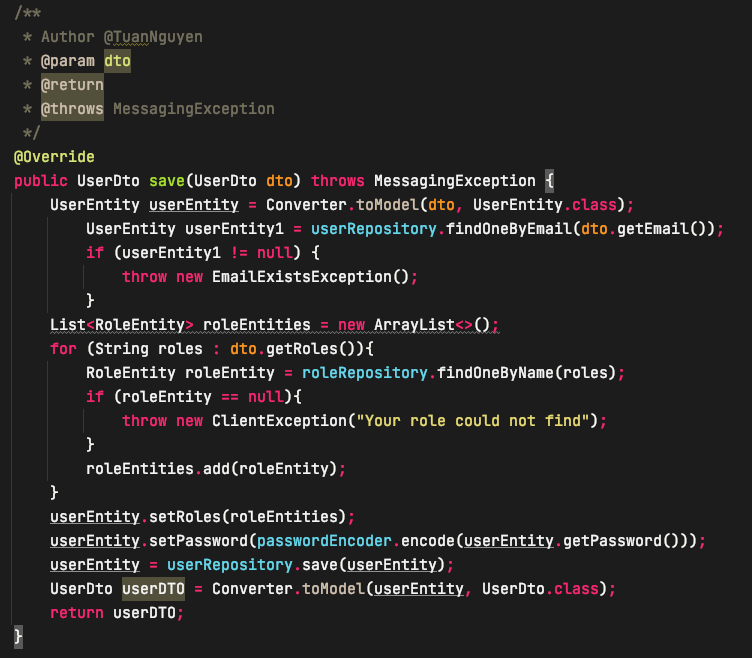 /**
 * Author @TuanNguyen
 * @param dto
 * @return
 * @throws MessagingException
 */
@Override
public UserDto save(UserDto dto) throws MessagingException {
    UserEntity userEntity = Converter.toModel(dto, UserEntity.class);
        UserEntity userEntity1 = userRepository.findOneByEmail(dto.getEmail());
        if (userEntity1 != null) {
            throw new EmailExistsException();
        }
    List<RoleEntity> roleEntities = new ArrayList<>();
    for (String roles : dto.getRoles()){
        RoleEntity roleEntity = roleRepository.findOneByName(roles);
        if (roleEntity == null){
            throw new ClientException("Your role could not find");
        }
        roleEntities.add(roleEntity);
    }
    userEntity.setRoles(roleEntities);
    userEntity.setPassword(passwordEncoder.encode(userEntity.getPassword()));
    userEntity = userRepository.save(userEntity);
    UserDto userDTO = Converter.toModel(userEntity, UserDto.class);
    return userDTO;
}